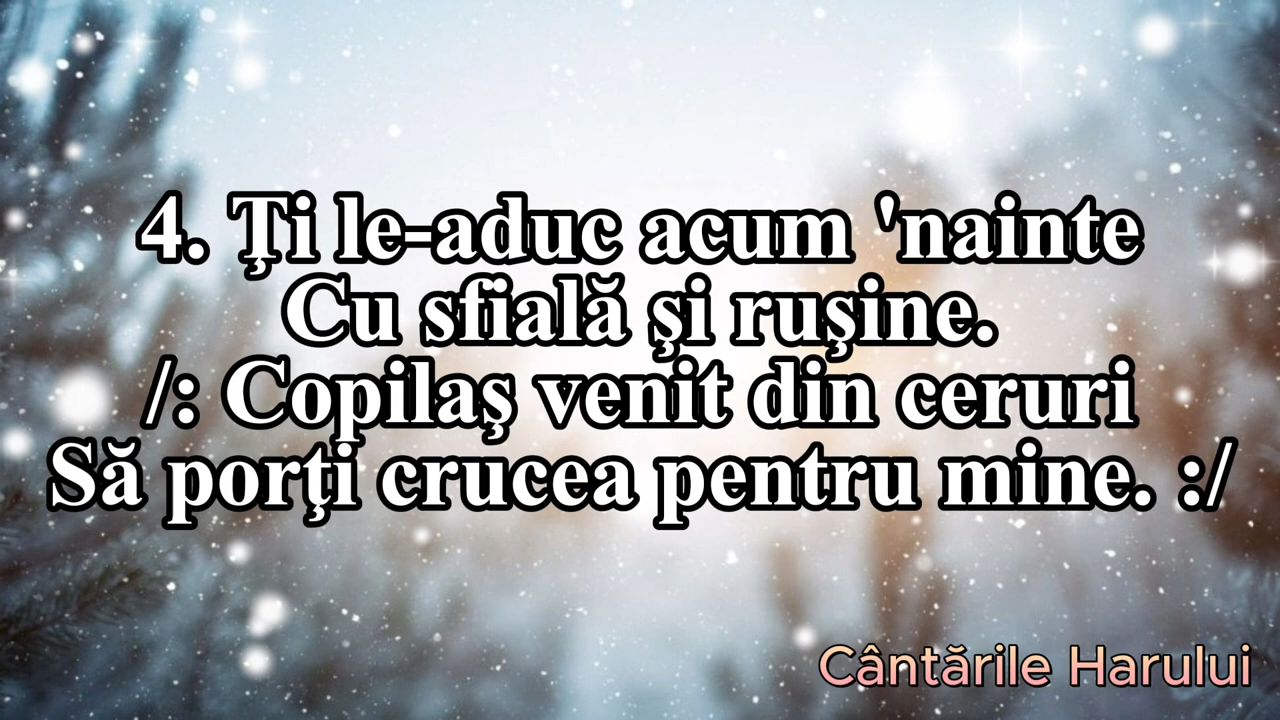 4. Ţi le-aduc acum 'nainte
Cu sfială şi ruşine.
/: Copilaş venit din ceruri
Să porţi crucea pentru mine. :/
Cântările Harului